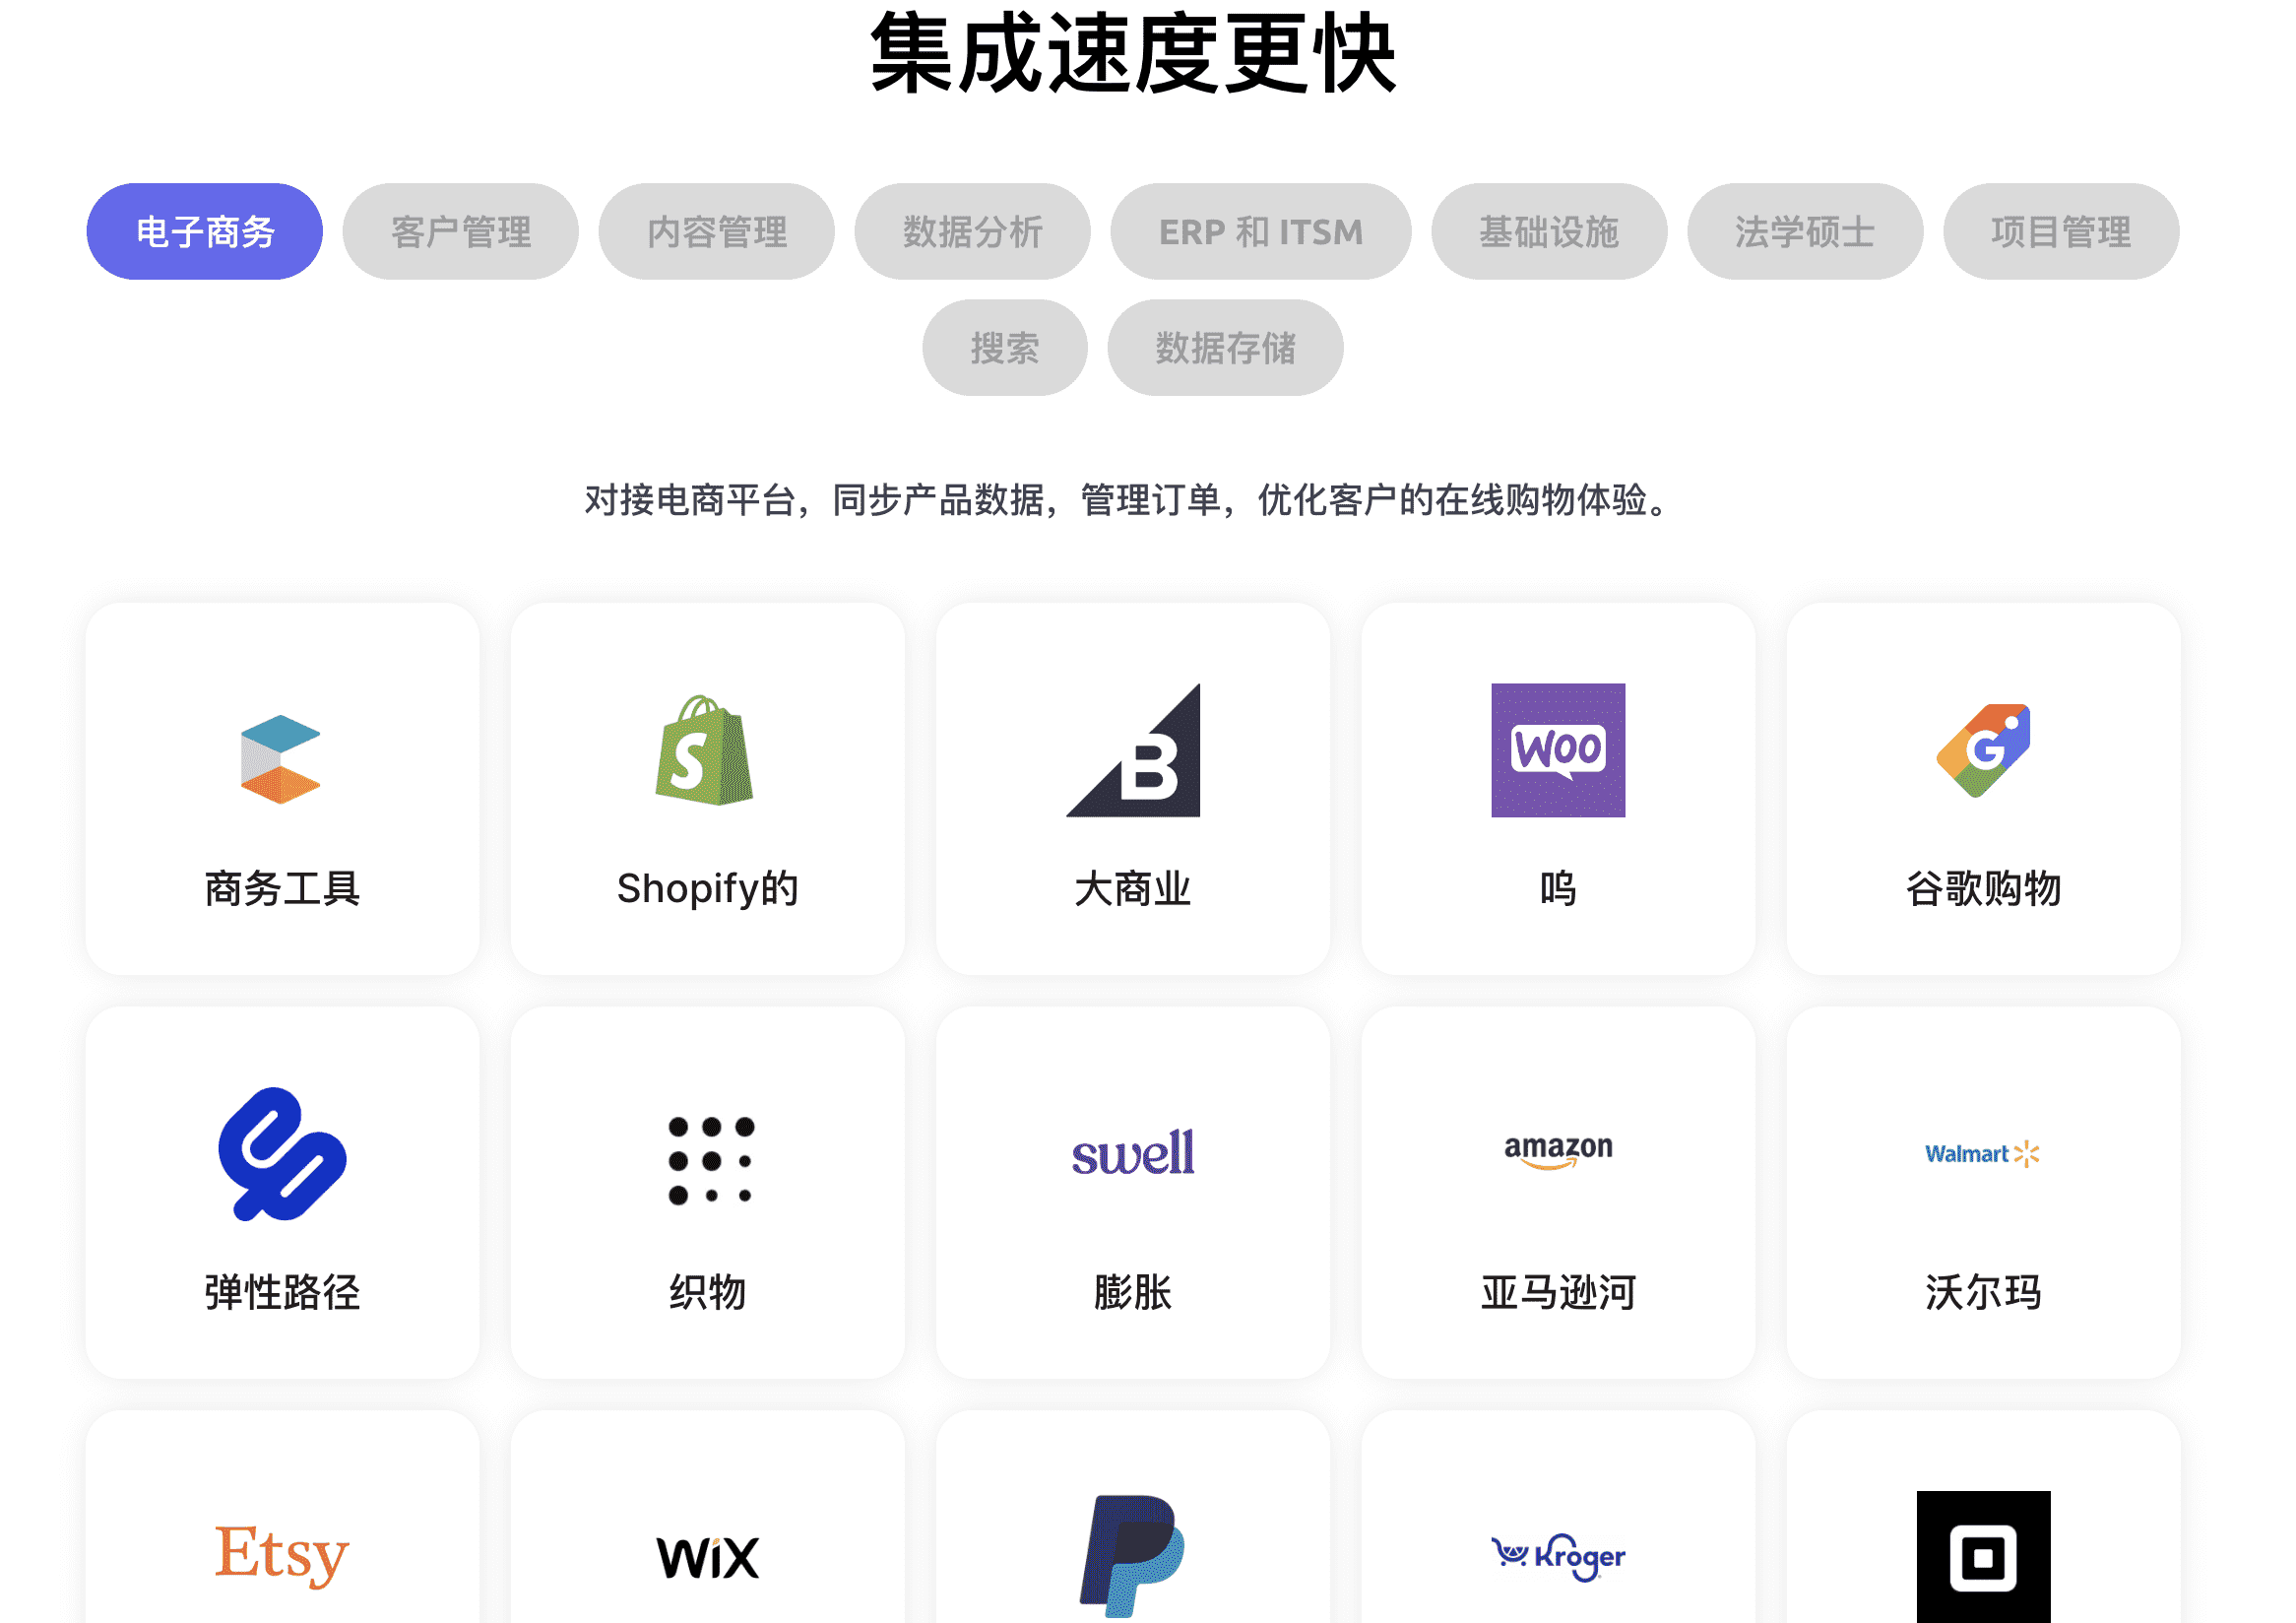 集成速度更快
电子商务 客户管理 内容管理 数据分析 ERP 和 ITSM 基础设施 法学硕士 项目管理
搜索 数据存储
对接电商平台，同步产品数据，管理订单，优化客户的在线购物体验。
S B WOO G
商务工具 Shopify的 大商业 呜 谷歌购物
swell amazon Walmart
弹性路径 织物 膨胀 亚马逊河 沃尔玛
Etsy WiX Kroger